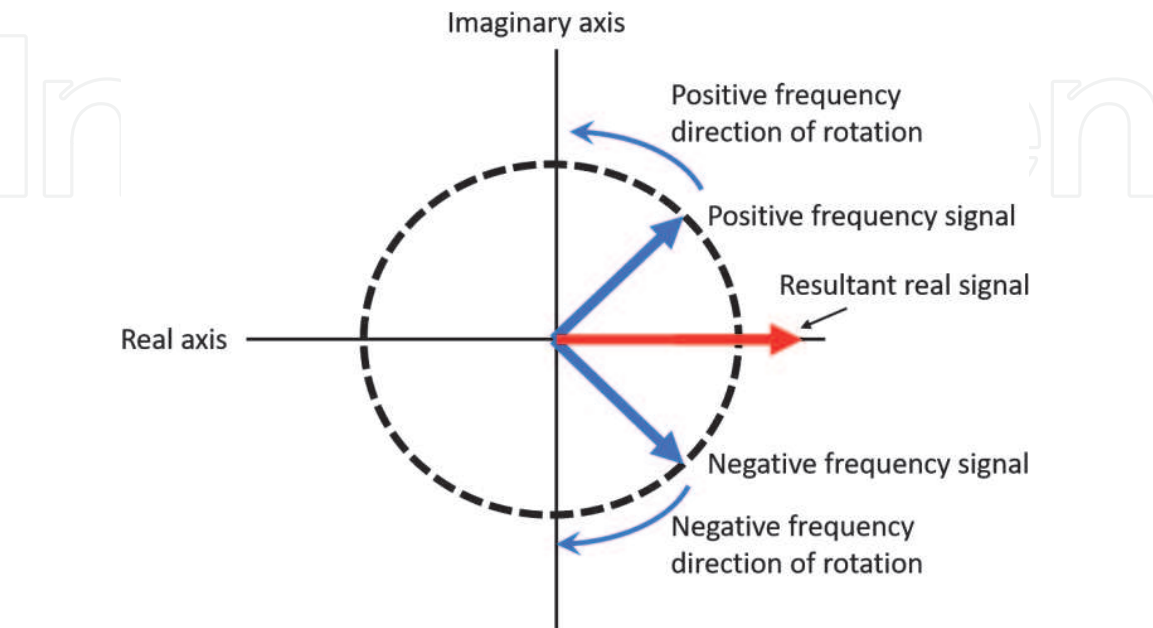 Imaginary axis
Positive frequency
direction of rotation
Positive frequency signal
Resultant real signal
Real axis
Negative frequency signal
Negative frequency
direction of rotation